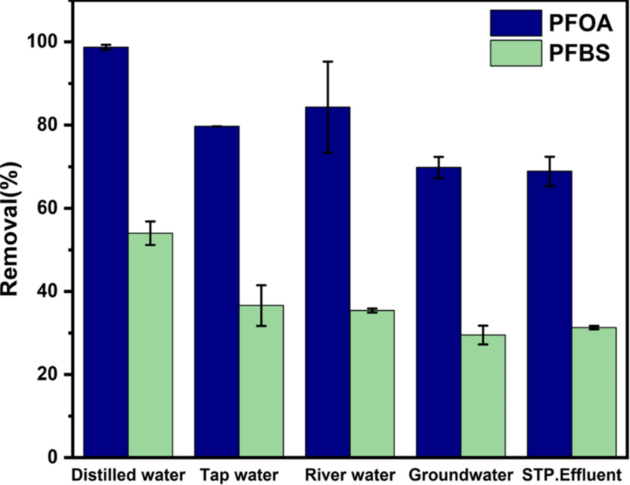 PFOA
PFBS
Removal(%)
100
80
60
40
20
0
Distilled water Tap water River water Groundwater STP.Effluent